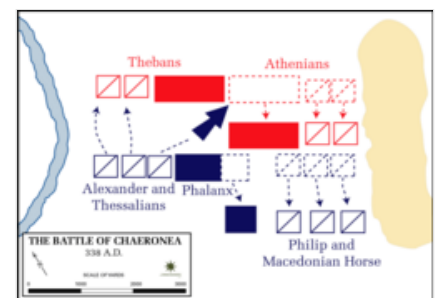 Thebans
Athenians
Alexander and
Thessalians
Phalanx
Philip and
Macedonian Horse
THE BATTLE OF CHAERONEA
338 A.D.